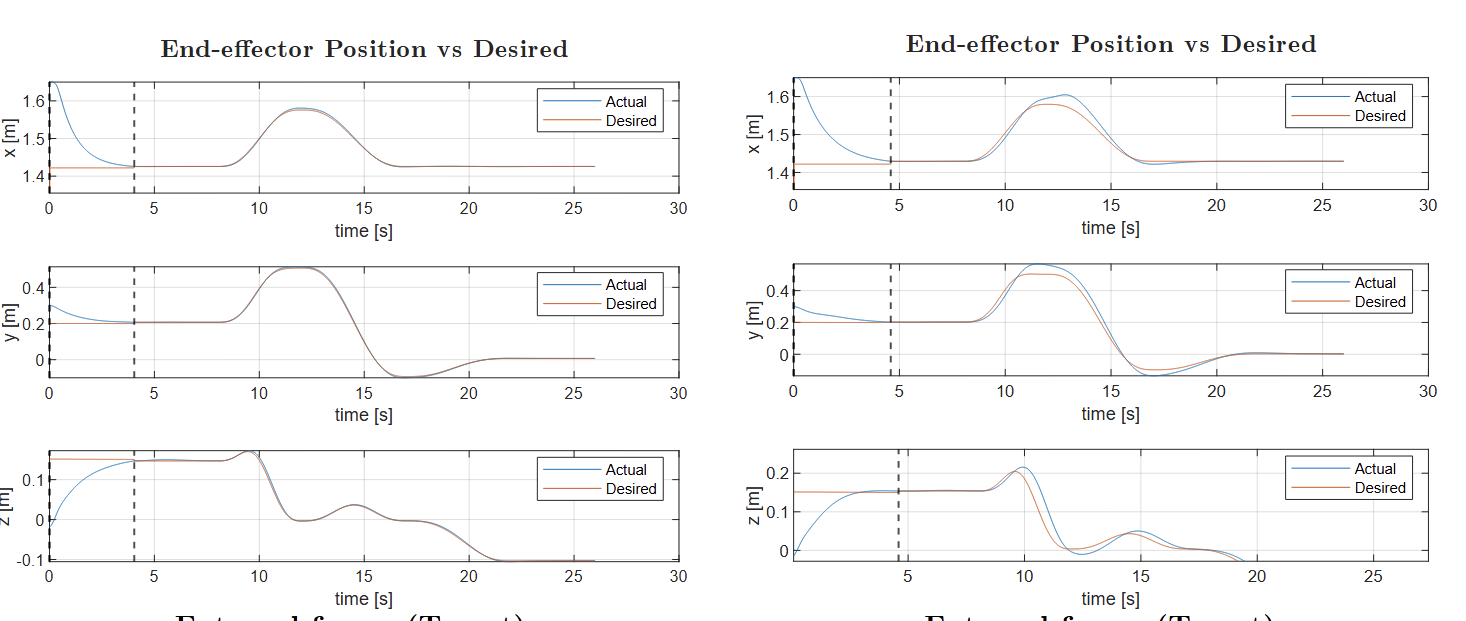 End-effector Position vs Desired
1.6
1.5
1.4
x [m]
Actual
Desired
0 5 10 15 20 25 30
time [s]
0.4
0.2
0
y [m]
Actual
Desired
0 5 10 15 20 25 30
time [s]
0.1
0
-0.1
z [m]
Actual
Desired
0 5 10 15 20 25 30
time [s]
End-effector Position vs Desired
1.6
1.5
1.4
x [m]
Actual
Desired
0 5 10 15 20 25 30
time [s]
0.4
0.2
0
y [m]
Actual
Desired
0 5 10 15 20 25 30
time [s]
0.2
0.1
0
z [m]
Actual
Desired
5 10 15 20 25
time [s]